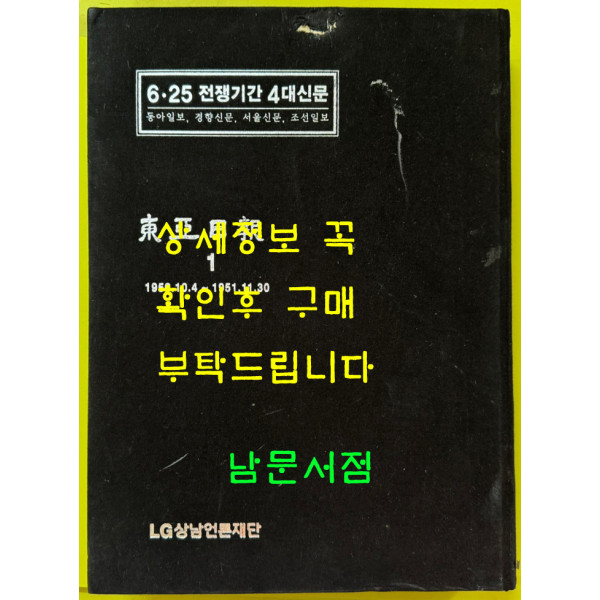 6·25 전쟁기간 4대신문
동아일보, 경향신문, 서울신문, 조선일보
東亞日報
상세정보 꼭
1
1950.10.4 ~ 1951.11.30
확인후 구매
부탁드립니다
남문서점
LG상남언론재단